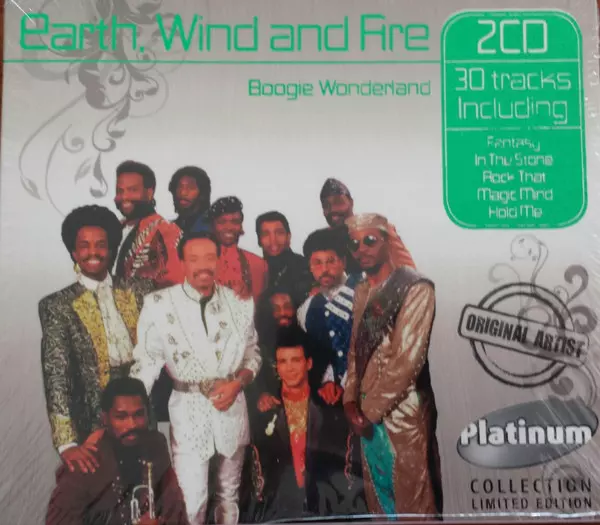 Earth, Wind and Fire
Boogie Wonderland
2CD
30 tracks
Including
Fantasy
In Thy Stone
Rock That
Magic Mind
Hold Me
ORIGINAL ARTIST
Platinum
COLLECTION
LIMITED EDITION